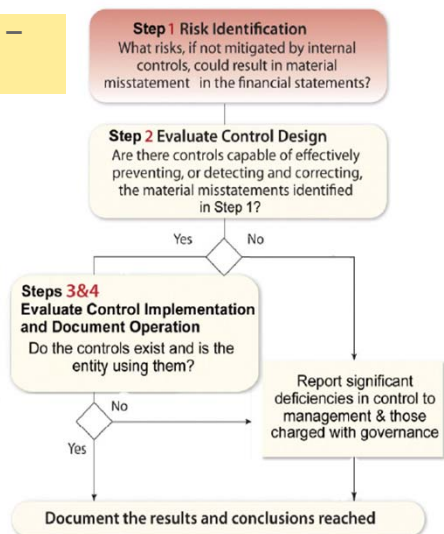 –
Step 1 Risk Identification
What risks, if not mitigated by internal
controls, could result in material
misstatement in the financial statements?
Step 2 Evaluate Control Design
Are there controls capable of effectively
preventing, or detecting and correcting,
the material misstatements identified
in Step 1?
Yes
No
Steps 3&4
Evaluate Control Implementation
and Document Operation
Do the controls exist and is the
entity using them?
No
Yes
Report significant
deficiencies in control to
management & those
charged with governance
Document the results and conclusions reached